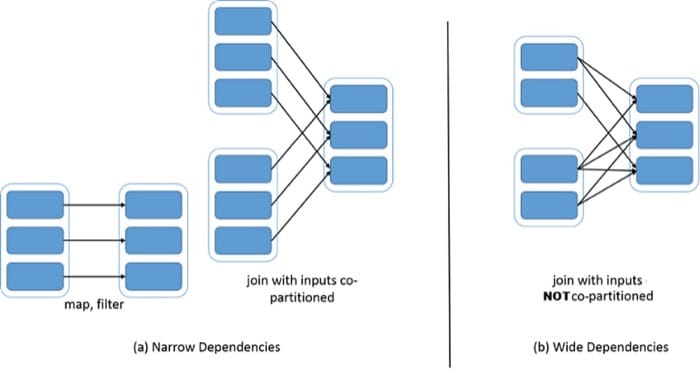 map, filter
join with inputs co-
partitioned
(a) Narrow Dependencies
join with inputs
NOTco-partitioned
(b) Wide Dependencies